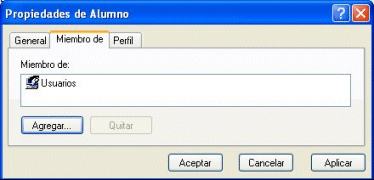 Propiedades de Alumno
General Miembro de Perfil
Miembro de:
Usuarios
Agregar... Quitar
Aceptar Cancelar Aplicar